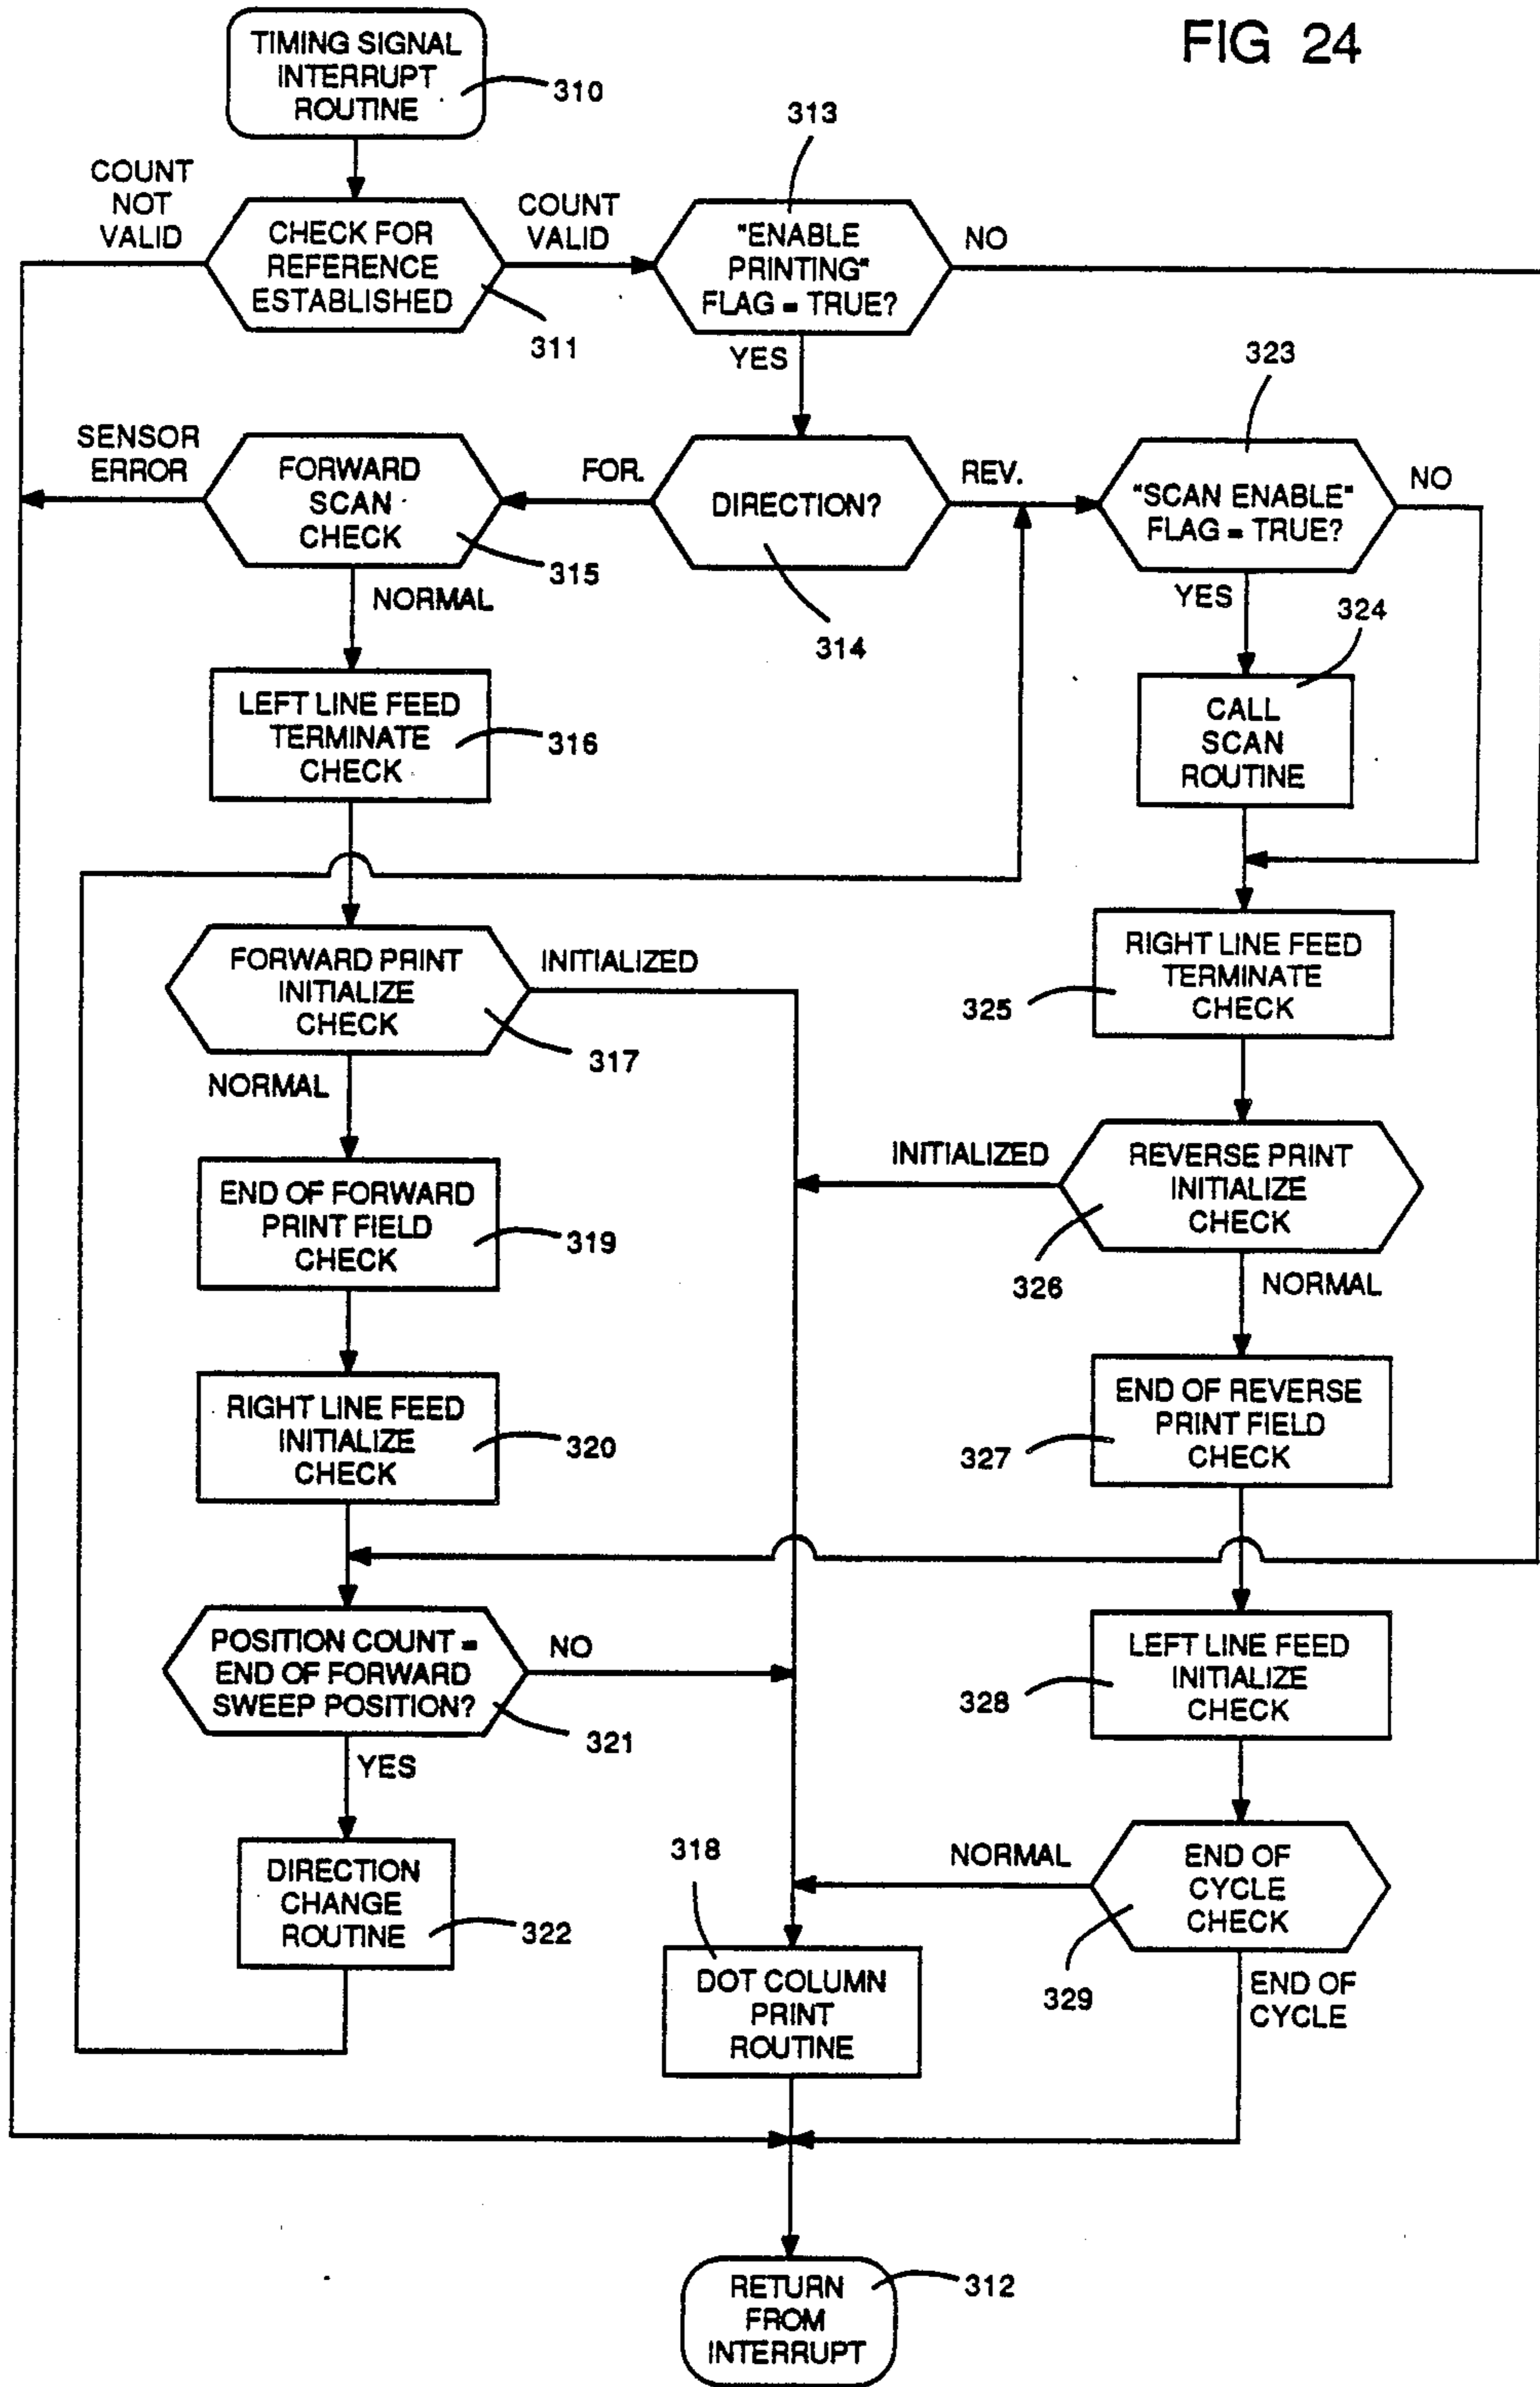 FIG 24
TIMING SIGNAL
INTERRUPT
ROUTINE
310
313
COUNT
NOT
VALID
CHECK FOR
REFERENCE
ESTABLISHED
311
COUNT
VALID
"ENABLE
PRINTING"
FLAG = TRUE?
NO
YES
323
SENSOR
ERROR
FORWARD
SCAN
CHECK
315
FOR.
DIRECTION?
314
REV.
"SCAN ENABLE"
FLAG = TRUE?
NO
NORMAL
YES
324
LEFT LINE FEED
TERMINATE
CHECK
316
CALL
SCAN
ROUTINE
FORWARD PRINT
INITIALIZE
CHECK
317
INITIALIZED
RIGHT LINE FEED
TERMINATE
CHECK
325
NORMAL
INITIALIZED
REVERSE PRINT
INITIALIZE
CHECK
326
END OF FORWARD
PRINT FIELD
CHECK
319
NORMAL
RIGHT LINE FEED
INITIALIZE
CHECK
320
END OF REVERSE
PRINT FIELD
CHECK
327
POSITION COUNT =
END OF FORWARD
SWEEP POSITION?
321
NO
LEFT LINE FEED
INITIALIZE
CHECK
328
YES
DIRECTION
CHANGE
ROUTINE
322
318
NORMAL
END OF
CYCLE
CHECK
329
DOT COLUMN
PRINT
ROUTINE
END OF
CYCLE
RETURN
FROM
INTERRUPT
312